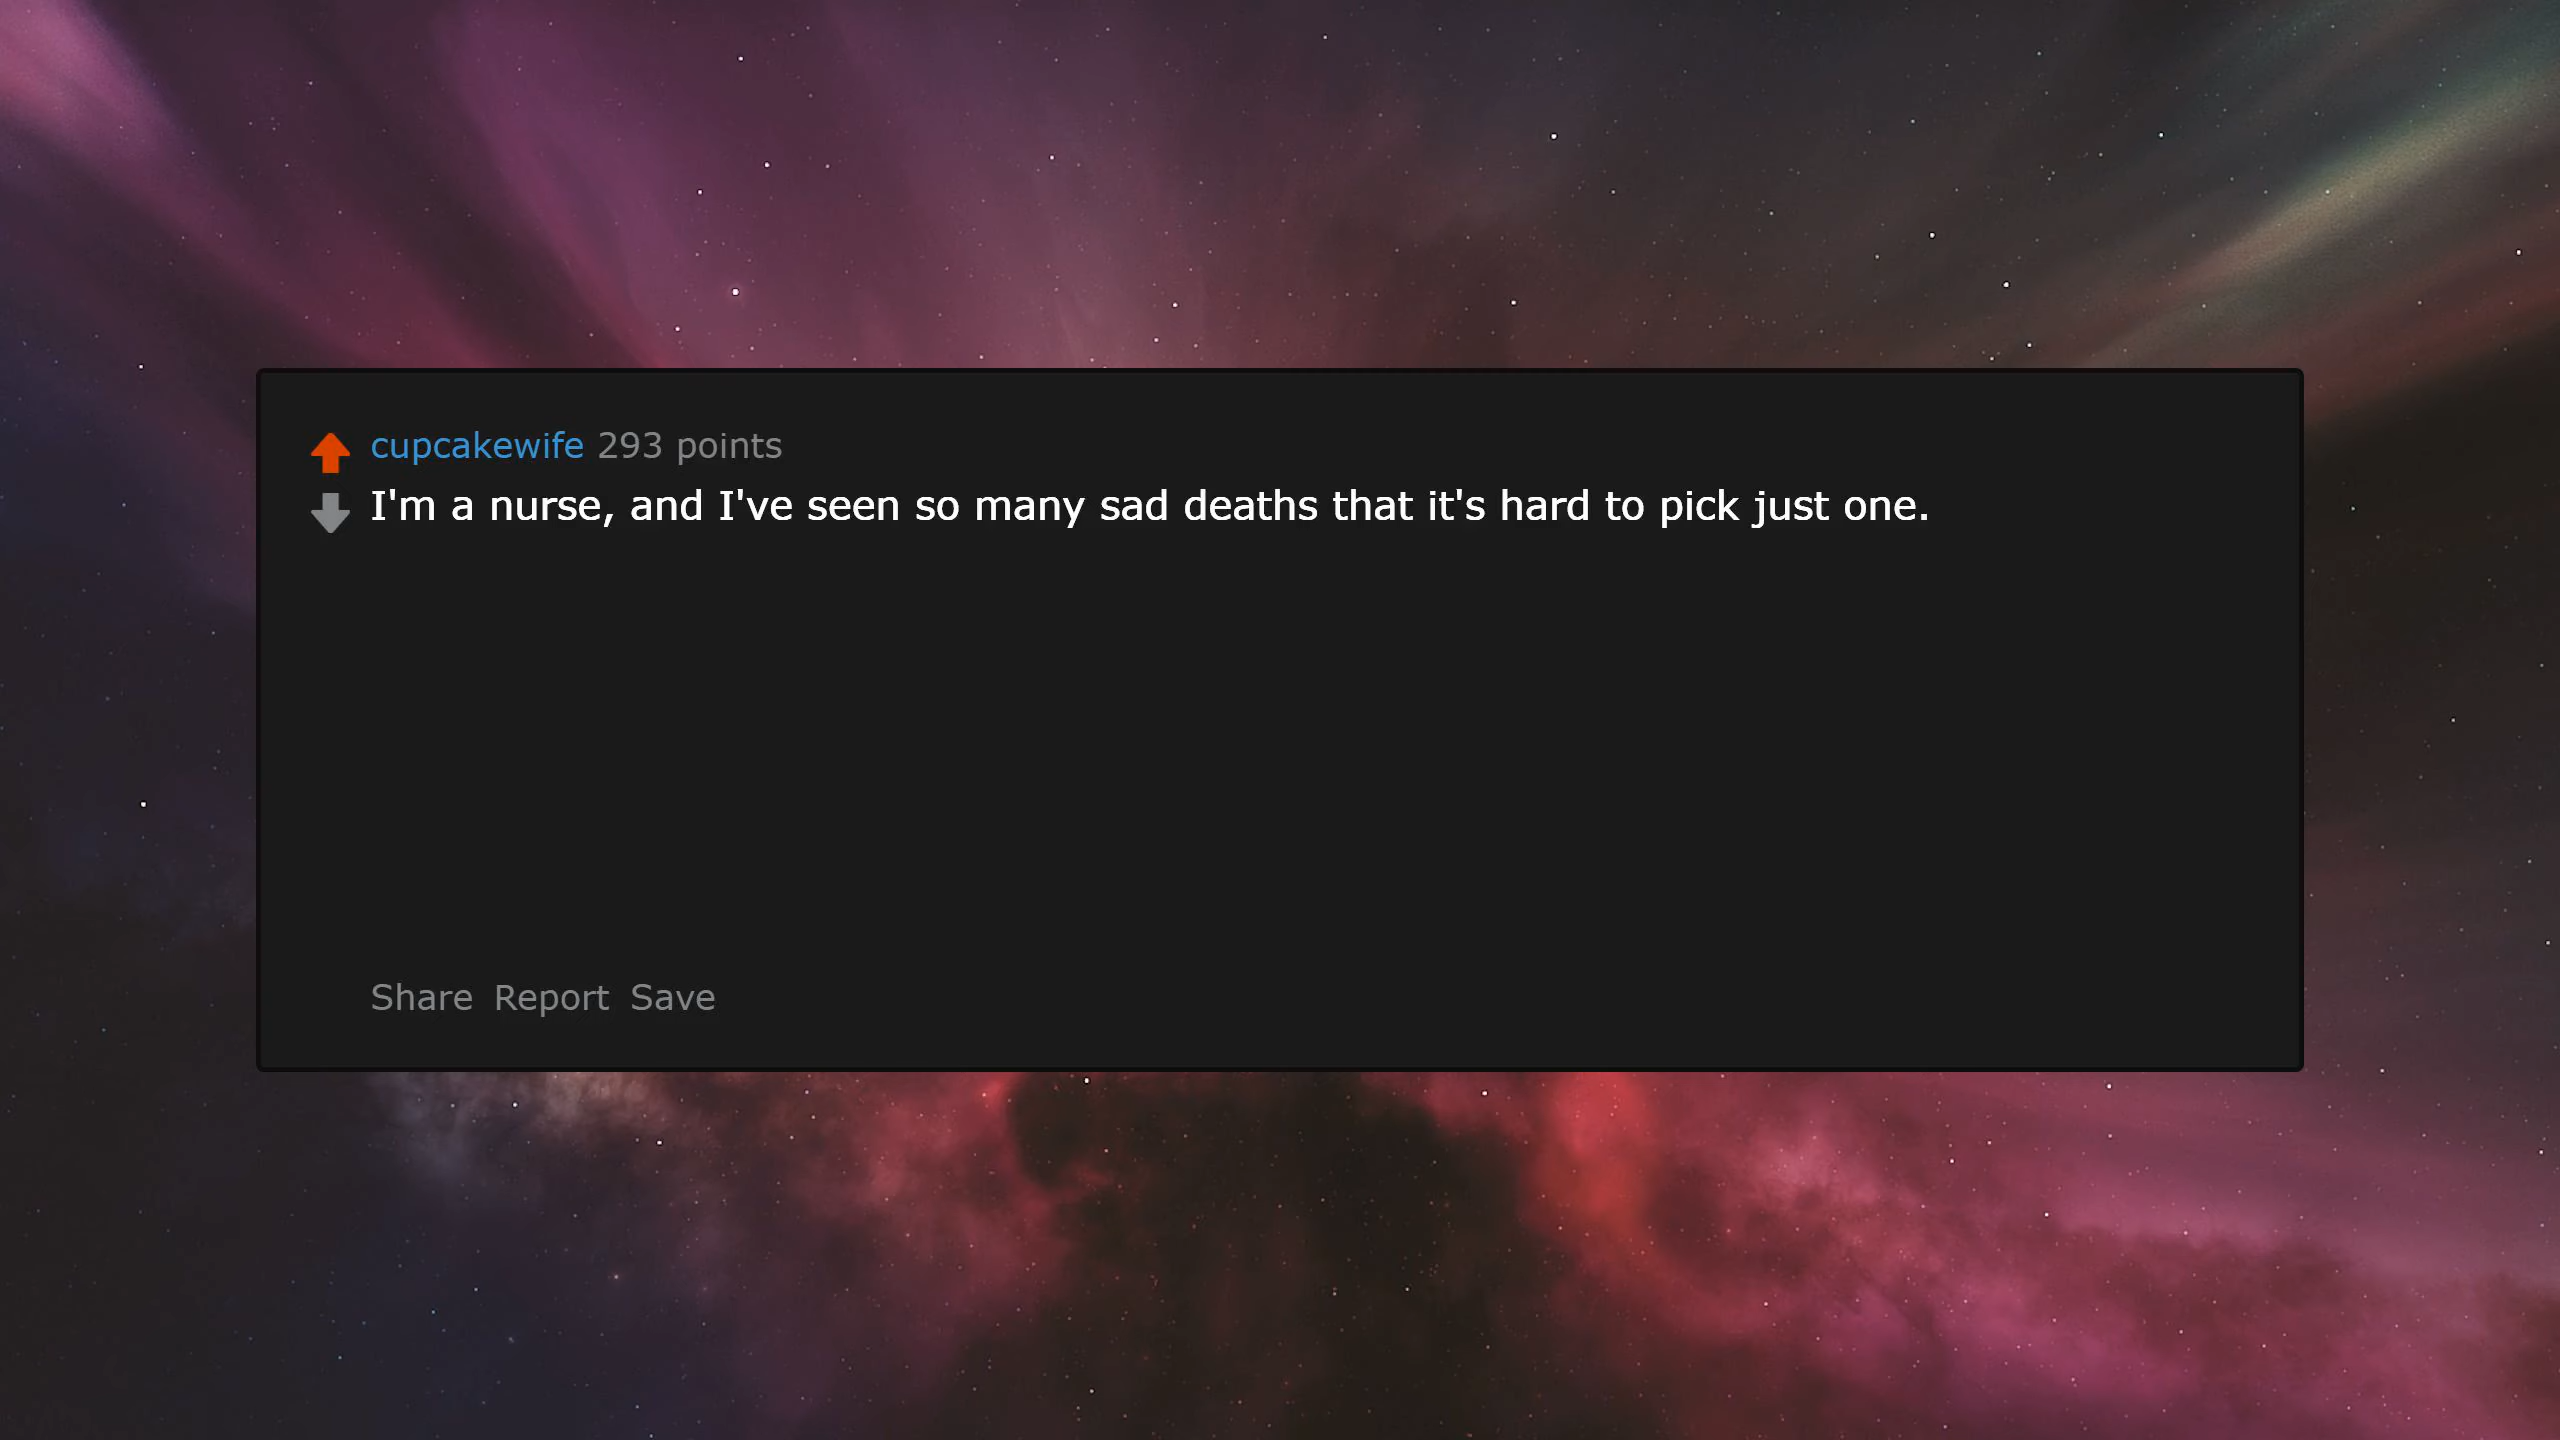 cupcakewife 293 points
I'm a nurse, and I've seen so many sad deaths that it's hard to pick just one.
Share Report Save